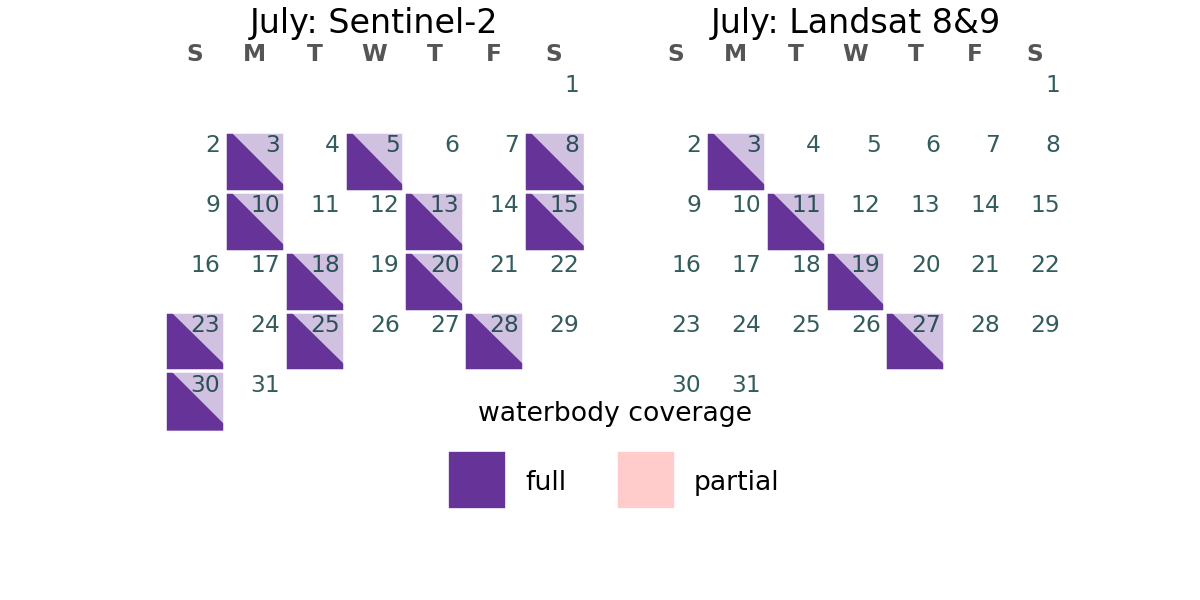 July: Sentinel-2
S M T W T F S
1
2 3 4 5 6 7 8
9 10 11 12 13 14 15
16 17 18 19 20 21 22
23 24 25 26 27 28 29
30 31
July: Landsat 8&9
S M T W T F S
1
2 3 4 5 6 7 8
9 10 11 12 13 14 15
16 17 18 19 20 21 22
23 24 25 26 27 28 29
30 31
waterbody coverage
full partial